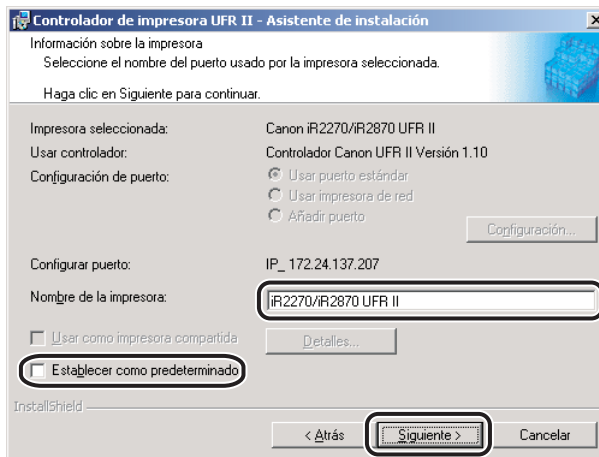 Controlador de impresora UFR II - Asistente de instalación
Información sobre la impresora
Seleccione el nombre del puerto usado por la impresora seleccionada.
Haga clic en Siguiente para continuar.
Impresora seleccionada: Canon iR2270/iR2870 UFR II
Usar controlador: Controlador Canon UFR II Versión 1.10
Configuración de puerto: Usar puerto estándar
Usar impresora de red
Añadir puerto
Configuración...
Configurar puerto: IP_ 172.24.137.207
Nombre de la impresora: iR2270/iR2870 UFR II
Usar como impresora compartida Detalles...
Establecer como predeterminado
InstallShield
< Atrás Siguiente > Cancelar